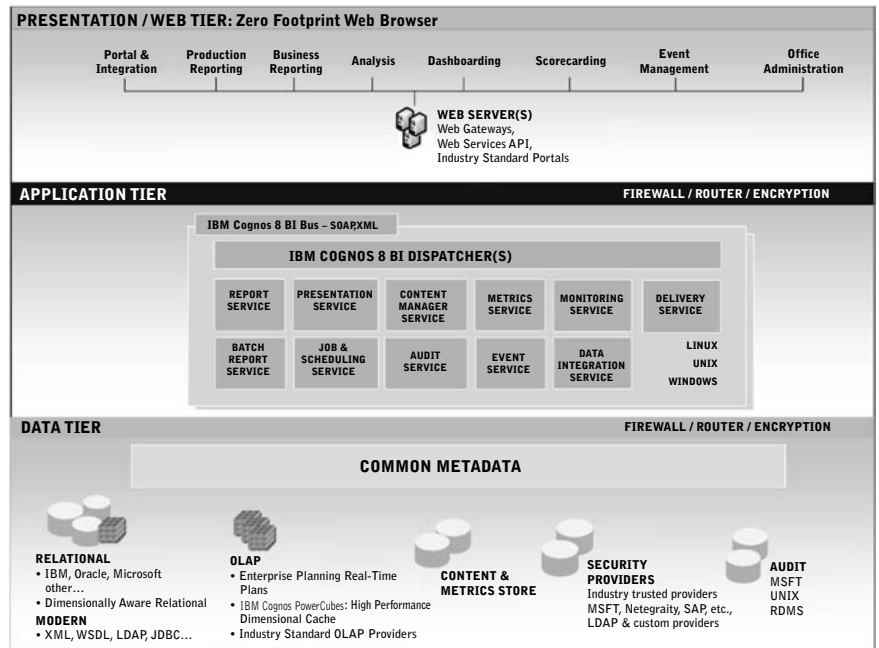 PRESENTATION / WEB TIER: Zero Footprint Web Browser
Portal &
Integration
Production
Reporting
Business
Reporting
Analysis
Dashboarding
Scorecarding
Event
Management
Office
Administration
WEB SERVER(S)
Web Gateways,
Web Services API,
Industry Standard Portals
APPLICATION TIER
FIREWALL / ROUTER / ENCRYPTION
IBM Cognos 8 BI Bus – SOAP,XML
IBM COGNOS 8 BI DISPATCHER(S)
REPORT
SERVICE
PRESENTATION
SERVICE
CONTENT
MANAGER
SERVICE
METRICS
SERVICE
MONITORING
SERVICE
DELIVERY
SERVICE
BATCH
REPORT
SERVICE
JOB &
SCHEDULING
SERVICE
AUDIT
SERVICE
EVENT
SERVICE
DATA
INTEGRATION
SERVICE
LINUX
UNIX
WINDOWS
DATA TIER
FIREWALL / ROUTER / ENCRYPTION
COMMON METADATA
RELATIONAL
• IBM, Oracle, Microsoft
other...
• Dimensionally Aware Relational
MODERN
• XML, WSDL, LDAP, JDBC...
OLAP
• Enterprise Planning Real-Time
Plans
• IBM Cognos PowerCubes: High Performance
Dimensional Cache
• Industry Standard OLAP Providers
CONTENT &
METRICS STORE
SECURITY
PROVIDERS
Industry trusted providers
MSFT, Netegraity, SAP, etc.,
LDAP & custom providers
AUDIT
MSFT
UNIX
RDMS